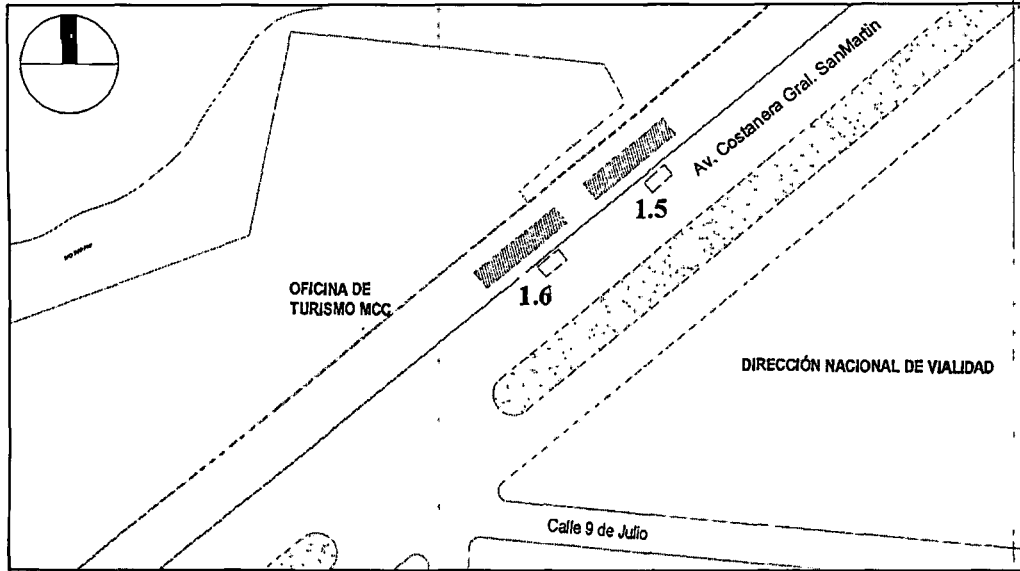 Av. Costanera Gral. SanMartin
1.5
1.6
OFICINA DE
TURISMO MCC
DIRECCIÓN NACIONAL DE VIALIDAD
Calle 9 de Julio